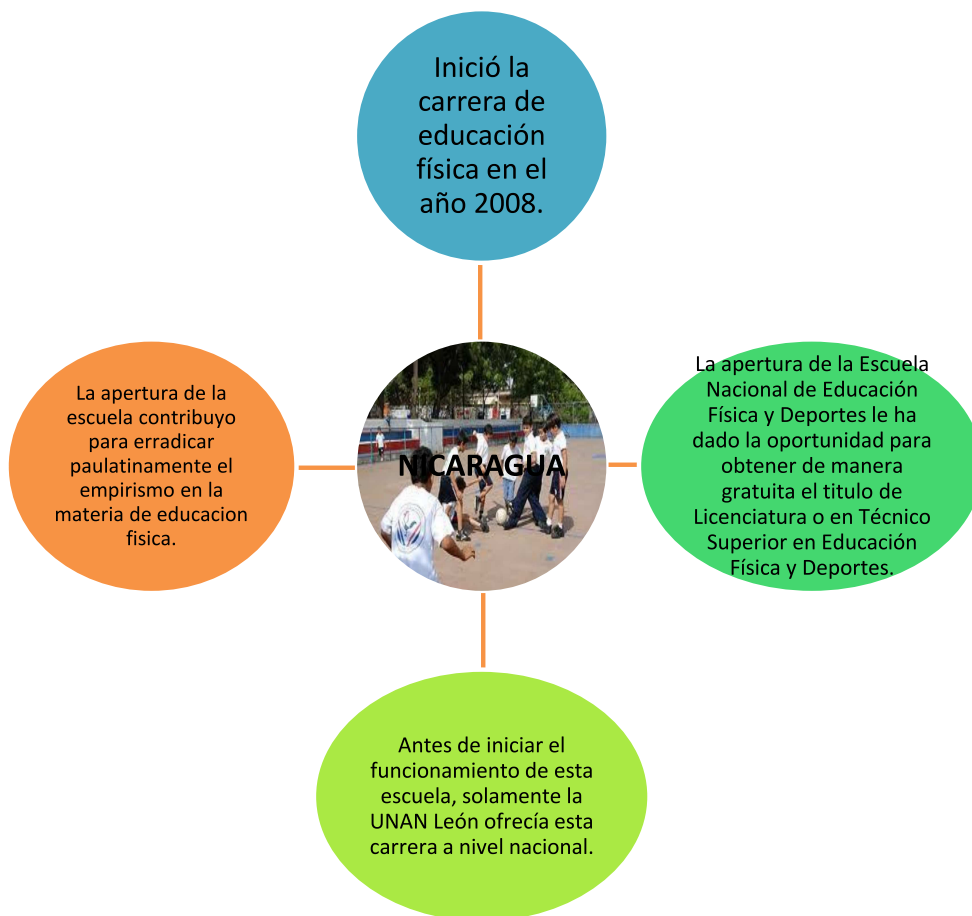 Inició la
carrera de
educación
física en el
año 2008.
La apertura de la
escuela contribuyo
para erradicar
paulatinamente el
empirismo en la
materia de educacion
fisica.
NICARAGUA
La apertura de la Escuela
Nacional de Educación
Física y Deportes le ha
dado la oportunidad para
obtener de manera
gratuita el titulo de
Licenciatura o en Técnico
Superior en Educación
Física y Deportes.
Antes de iniciar el
funcionamiento de esta
escuela, solamente la
UNAN León ofrecía esta
carrera a nivel nacional.